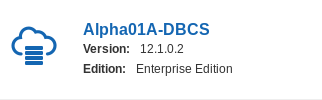 Alpha01A-DBCS
Version: 12.1.0.2
Edition: Enterprise Edition